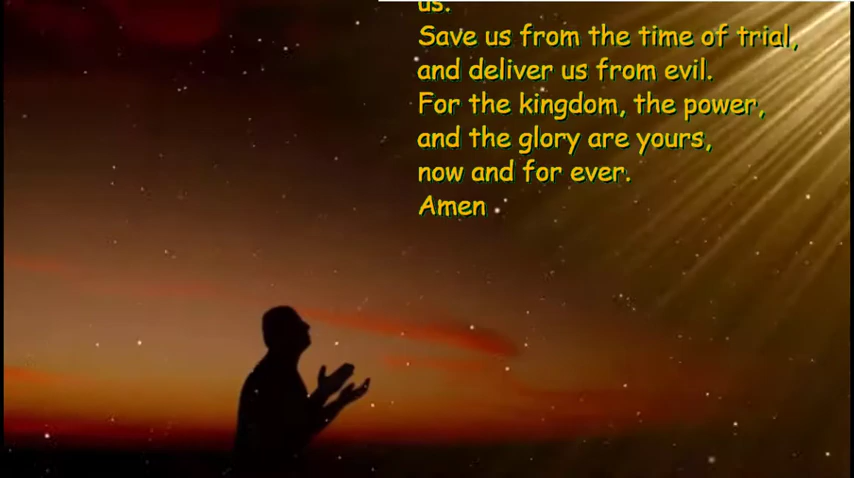 us.
Save us from the time of trial,
and deliver us from evil.
For the kingdom, the power,
and the glory are yours,
now and for ever.
Amen